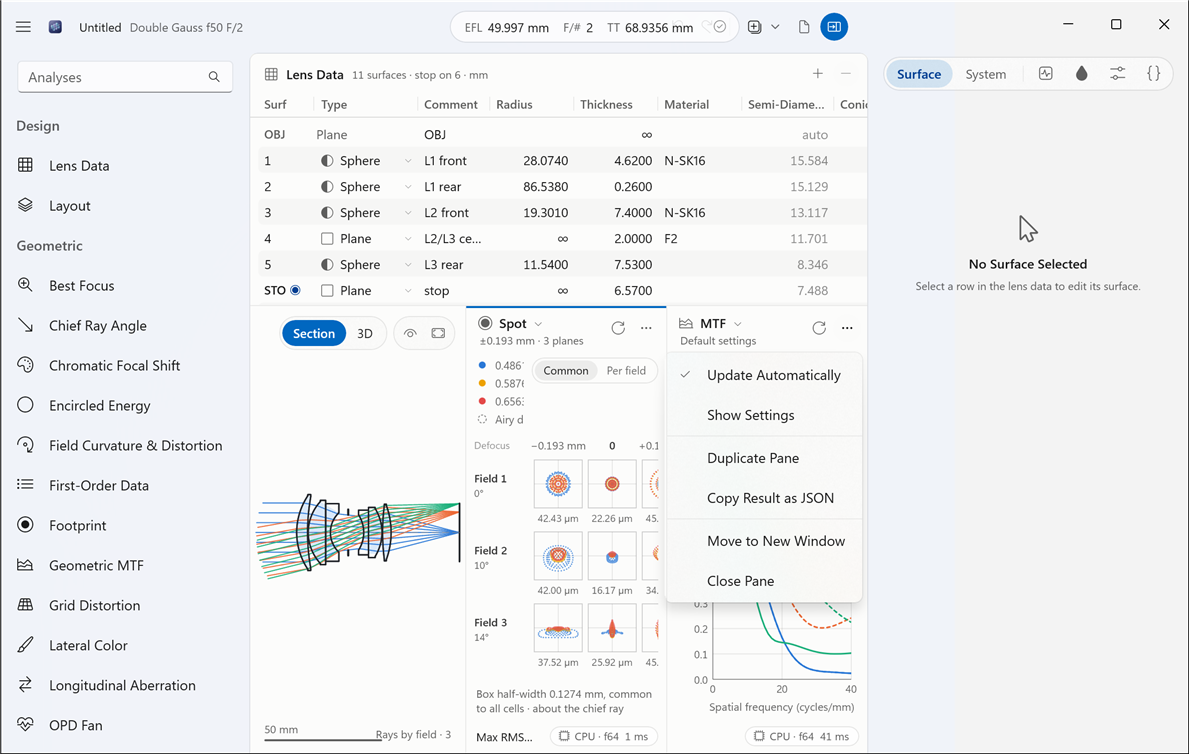 Untitled Double Gauss f50 F/2
EFL 49.997 mm F/# 2 TT 68.9356 mm
Analyses
Design
Lens Data
Layout
Geometric
Best Focus
Chief Ray Angle
Chromatic Focal Shift
Encircled Energy
Field Curvature & Distortion
First-Order Data
Footprint
Geometric MTF
Grid Distortion
Lateral Color
Longitudinal Aberration
OPD Fan
Lens Data 11 surfaces · stop on 6 · mm
Surf Type Comment Radius Thickness Material Semi-Diame... Conic
OBJ Plane OBJ ∞ auto
1 Sphere L1 front 28.0740 4.6200 N-SK16 15.584
2 Sphere L1 rear 86.5380 0.2600 15.129
3 Sphere L2 front 19.3010 7.4000 N-SK16 13.117
4 Plane L2/L3 ce... ∞ 2.0000 F2 11.701
5 Sphere L3 rear 11.5400 7.5300 8.346
STO Plane stop ∞ 6.5700 7.488
Section 3D
50 mm
Rays by field · 3
Spot
±0.193 mm · 3 planes
0.486
0.5876
0.656
Airy d
Common Per field
Defocus −0.193 mm 0 +0.1
Field 1
0°
42.43 µm 22.26 µm 45.
Field 2
10°
42.00 µm 16.17 µm 34.
Field 3
14°
37.52 µm 25.92 µm 45.
Box half-width 0.1274 mm, common
to all cells · about the chief ray
Max RMS... CPU · f64 1 ms
MTF
Default settings
Update Automatically
Show Settings
Duplicate Pane
Copy Result as JSON
Move to New Window
Close Pane
0.3
0.2
0.1
0.0
0 20 40
Spatial frequency (cycles/mm)
CPU · f64 41 ms
Surface System { }
No Surface Selected
Select a row in the lens data to edit its surface.